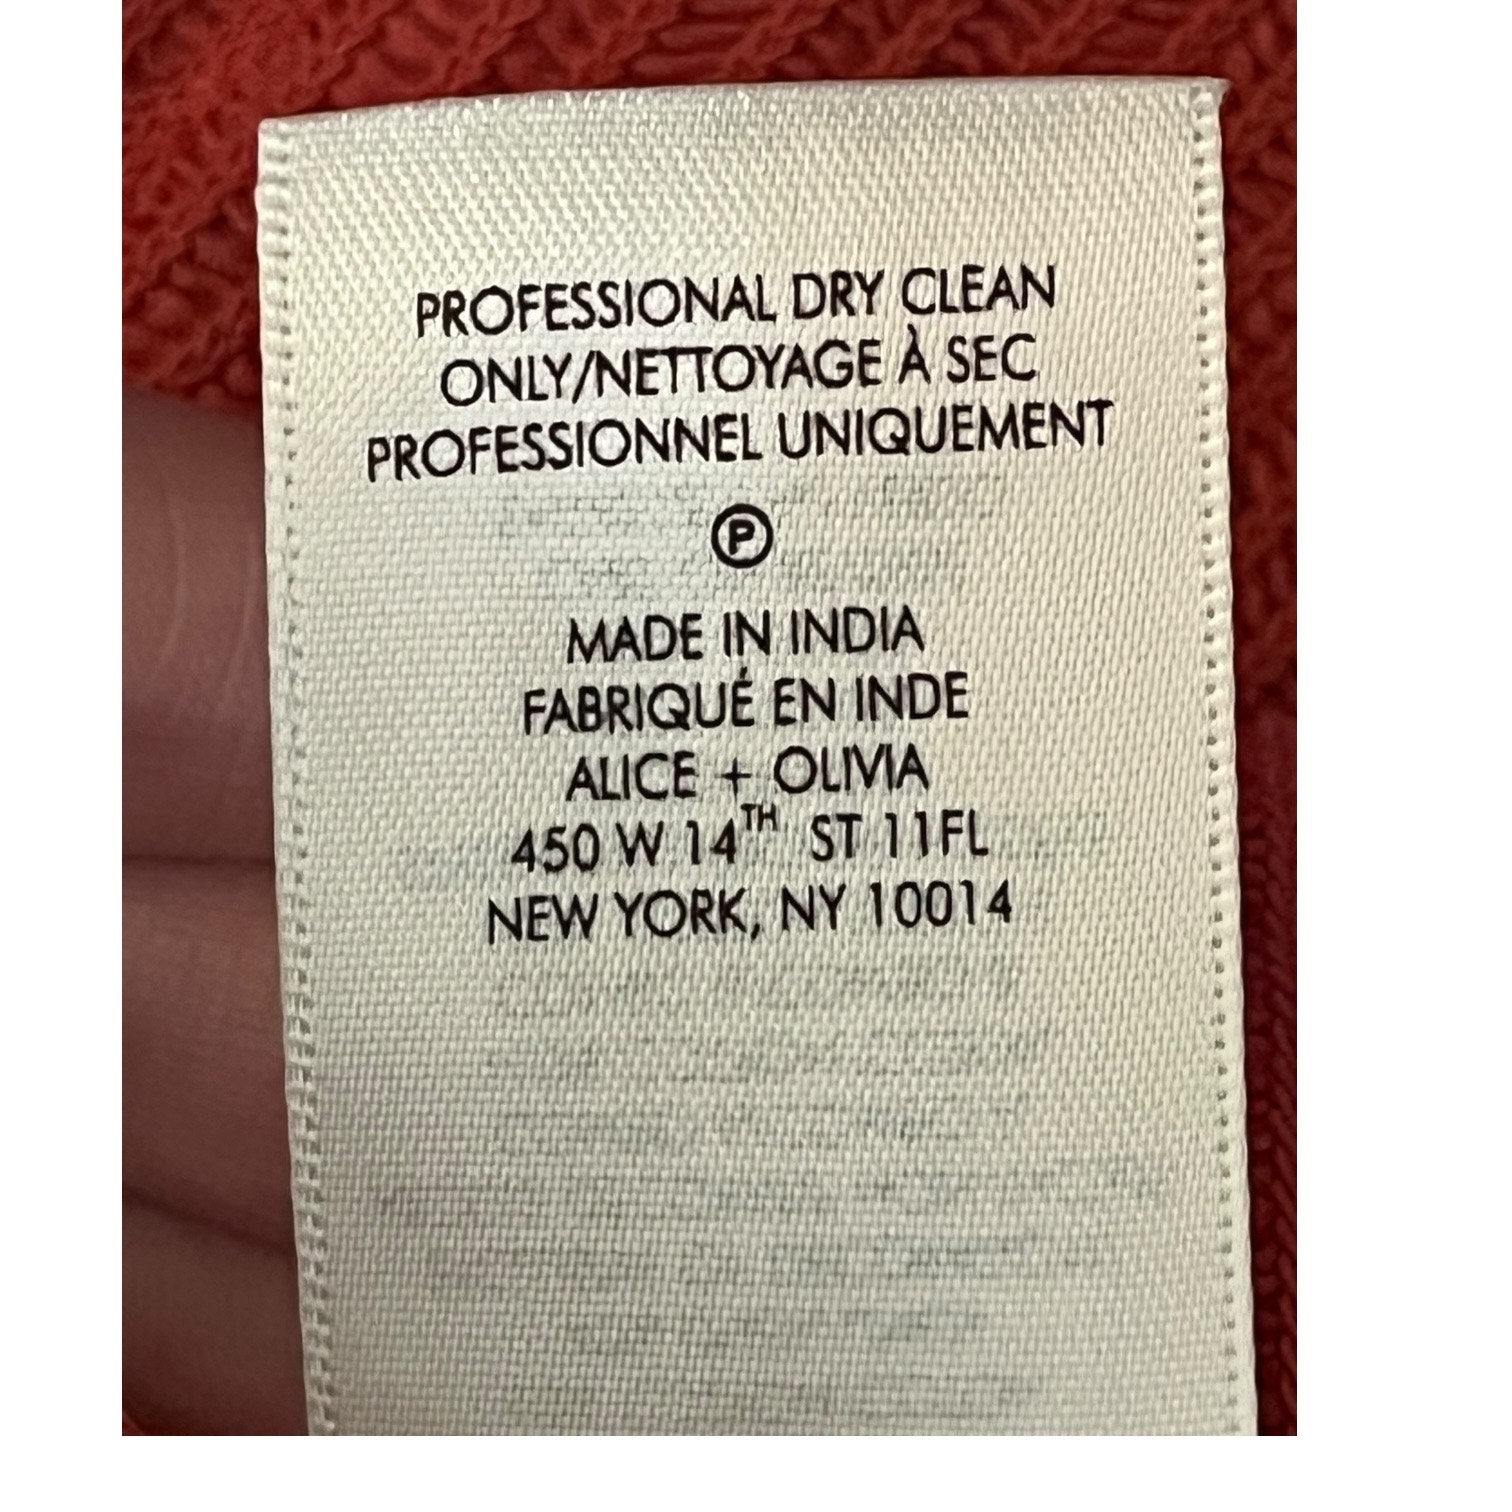 PROFESSIONAL DRY CLEAN
ONLY/NETTOYAGE À SEC
PROFESSIONNEL UNIQUEMENT
P
MADE IN INDIA
FABRIQUÉ EN INDE
ALICE + OLIVIA
450 W 14TH ST 11FL
NEW YORK, NY 10014